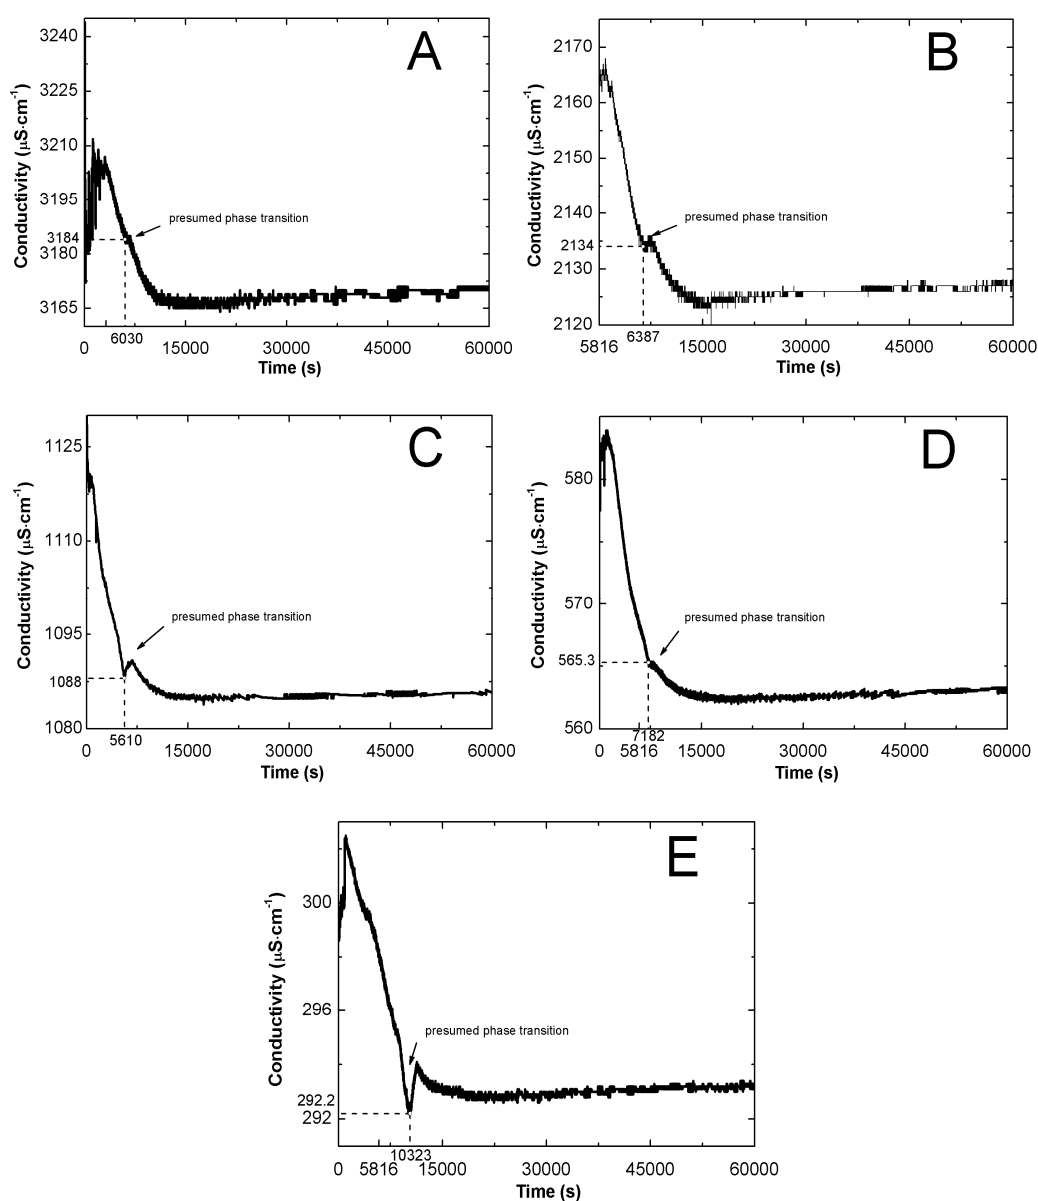 A
Conductivity (μS·cm⁻¹)
3240
3225
3210
3195
3184
3180
3165
presumed phase transition
6030
0 15000 30000 45000 60000
Time (s)
B
Conductivity (μS·cm⁻¹)
2170
2160
2150
2140
2134
2130
2120
presumed phase transition
6387
5816 15000 30000 45000 60000
Time (s)
C
Conductivity (μS·cm⁻¹)
1125
1110
1095
1088
1080
presumed phase transition
5610
0 15000 30000 45000 60000
Time (s)
D
Conductivity (μS·cm⁻¹)
580
570
565.3
560
presumed phase transition
7182
0 5816 15000 30000 45000 60000
Time (s)
E
Conductivity (μS·cm⁻¹)
300
296
292.2
292
presumed phase transition
10323
0 5816 15000 30000 45000 60000
Time (s)